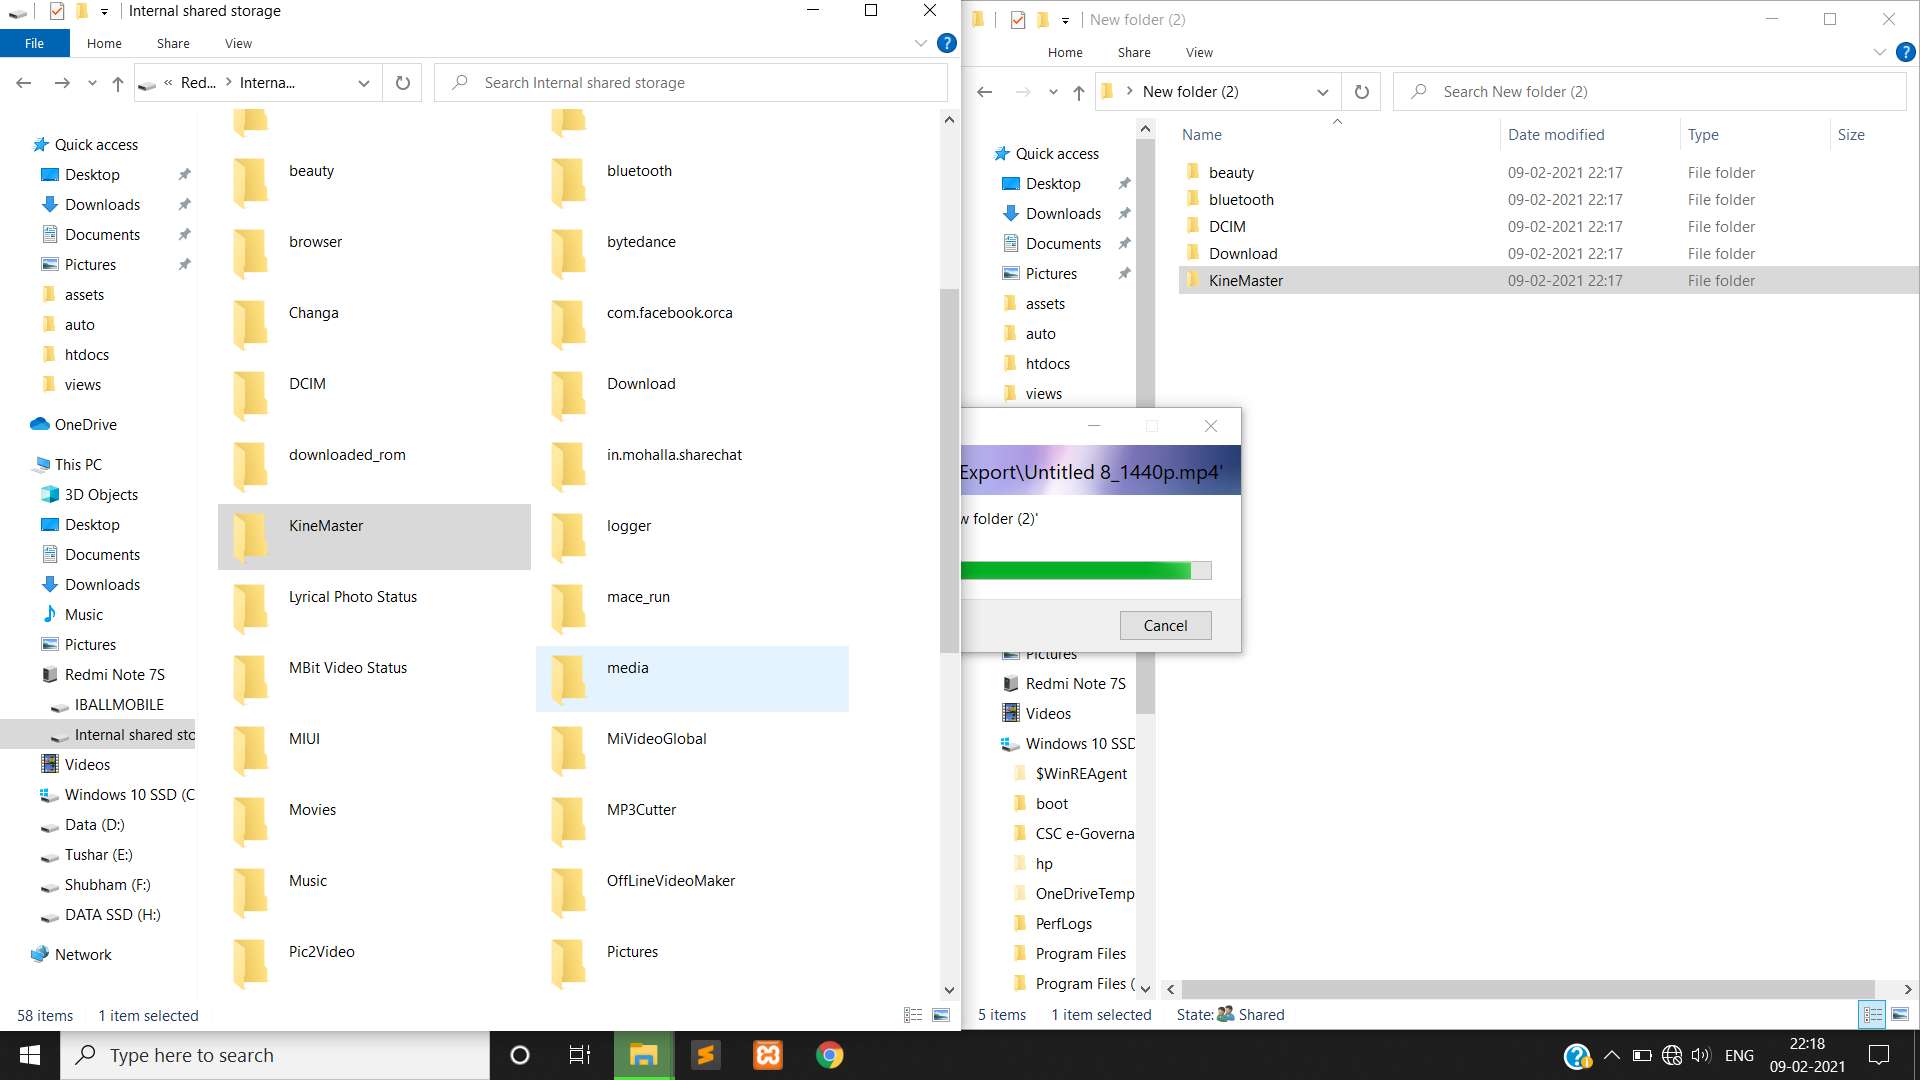 Internal shared storage
File
Home
Share
View
« Red... > Interna...
Search Internal shared storage
Quick access
Desktop
Downloads
Documents
Pictures
assets
auto
htdocs
views
OneDrive
This PC
3D Objects
Desktop
Documents
Downloads
Music
Pictures
Redmi Note 7S
IBALLMOBILE
Internal shared sto
Videos
Windows 10 SSD (C
Data (D:)
Tushar (E:)
Shubham (F:)
DATA SSD (H:)
Network
beauty
bluetooth
browser
bytedance
Changa
com.facebook.orca
DCIM
Download
downloaded_rom
in.mohalla.sharechat
KineMaster
logger
Lyrical Photo Status
mace_run
MBit Video Status
media
MIUI
MiVideoGlobal
Movies
MP3Cutter
Music
OffLineVideoMaker
Pic2Video
Pictures
58 items
1 item selected
New folder (2)
Home
Share
View
> New folder (2)
Search New folder (2)
Quick access
Desktop
Downloads
Documents
Pictures
assets
auto
htdocs
views
Pictures
Redmi Note 7S
Videos
Windows 10 SSD
$WinREAgent
boot
CSC e-Governa
hp
OneDriveTemp
PerfLogs
Program Files
Program Files (
Name Date modified Type Size
beauty 09-02-2021 22:17 File folder
bluetooth 09-02-2021 22:17 File folder
DCIM 09-02-2021 22:17 File folder
Download 09-02-2021 22:17 File folder
KineMaster 09-02-2021 22:17 File folder
Export\Untitled 8_1440p.mp4'
w folder (2)'
Cancel
5 items
1 item selected
State: Shared
Type here to search
ENG
22:18
09-02-2021